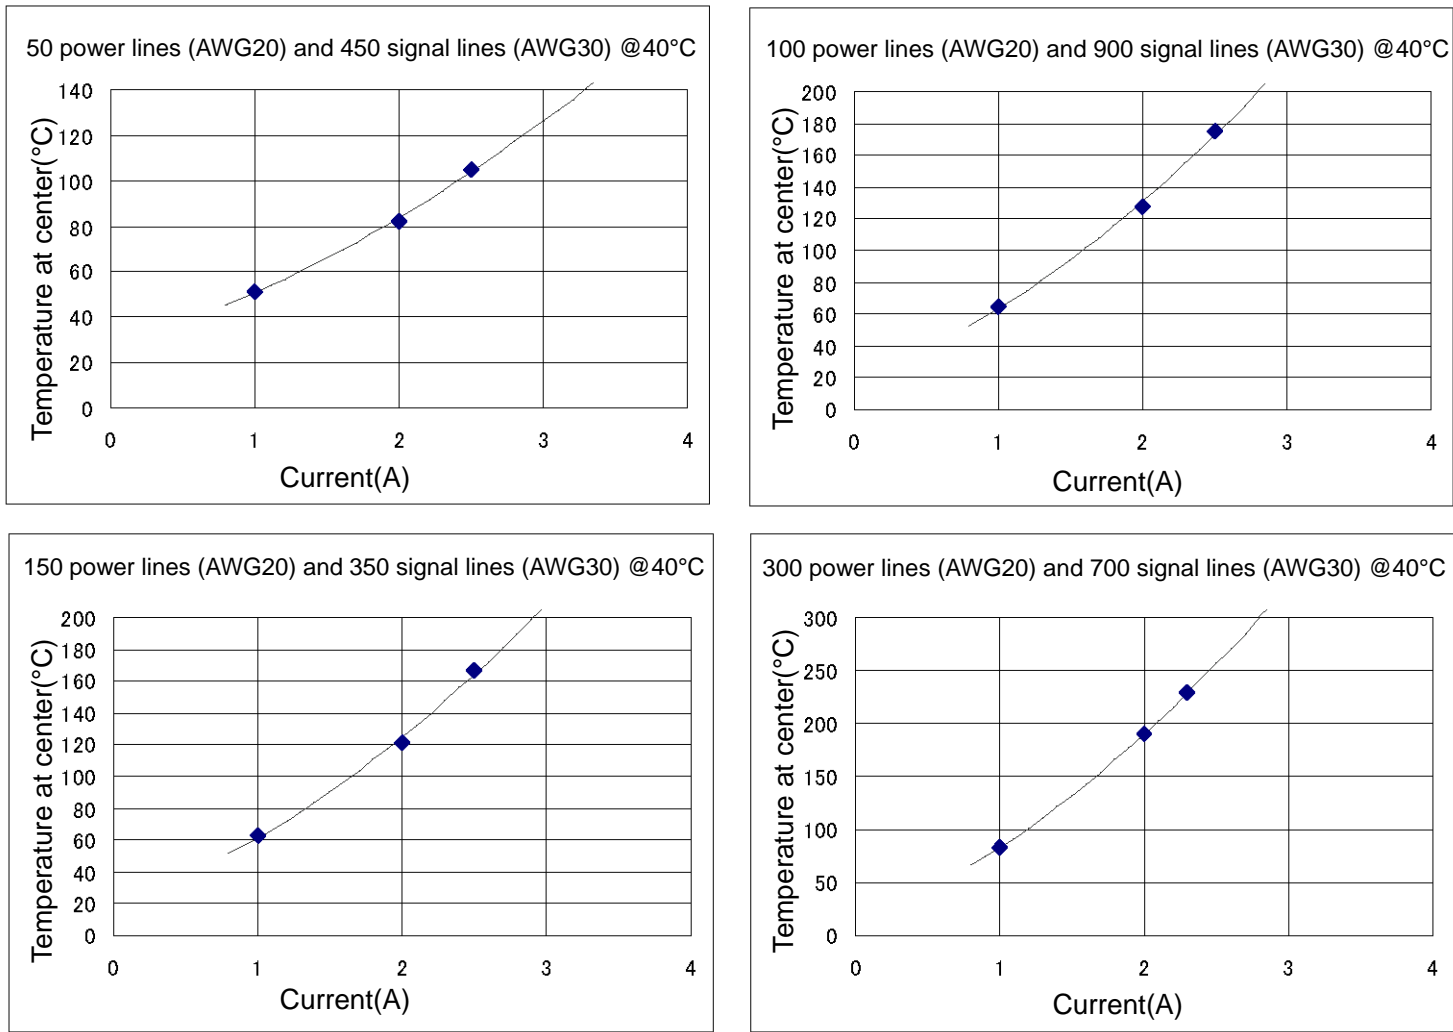 50 power lines (AWG20) and 450 signal lines (AWG30) @40°C
Temperature at center(°C)
140
120
100
80
60
40
20
0
0 1 2 3 4
Current(A)
100 power lines (AWG20) and 900 signal lines (AWG30) @40°C
Temperature at center(°C)
200
180
160
140
120
100
80
60
40
20
0
0 1 2 3 4
Current(A)
150 power lines (AWG20) and 350 signal lines (AWG30) @40°C
Temperature at center(°C)
200
180
160
140
120
100
80
60
40
20
0
0 1 2 3 4
Current(A)
300 power lines (AWG20) and 700 signal lines (AWG30) @40°C
Temperature at center(°C)
300
250
200
150
100
50
0
0 1 2 3 4
Current(A)